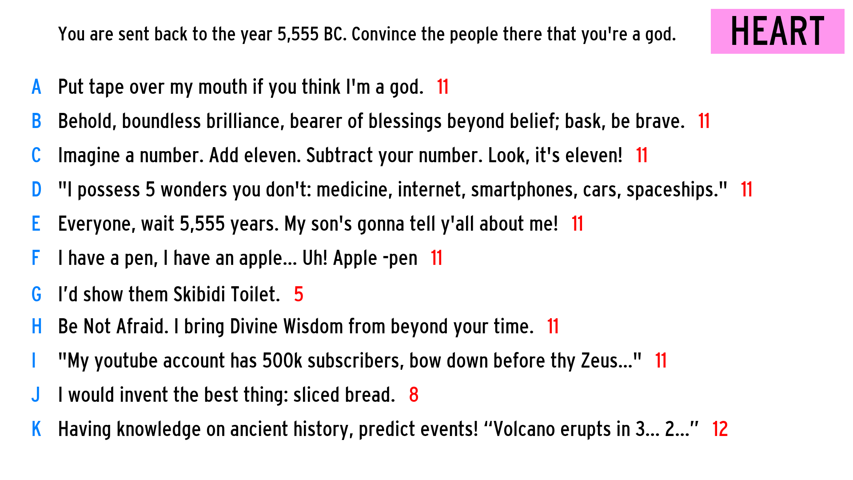 You are sent back to the year 5,555 BC. Convince the people there that you're a god.
HEART
A Put tape over my mouth if you think I'm a god. 11
B Behold, boundless brilliance, bearer of blessings beyond belief; bask, be brave. 11
C Imagine a number. Add eleven. Subtract your number. Look, it's eleven! 11
D "I possess 5 wonders you don't: medicine, internet, smartphones, cars, spaceships." 11
E Everyone, wait 5,555 years. My son's gonna tell y'all about me! 11
F I have a pen, I have an apple... Uh! Apple -pen 11
G I’d show them Skibidi Toilet. 5
H Be Not Afraid. I bring Divine Wisdom from beyond your time. 11
I "My youtube account has 500k subscribers, bow down before thy Zeus..." 11
J I would invent the best thing: sliced bread. 8
K Having knowledge on ancient history, predict events! “Volcano erupts in 3... 2...” 12